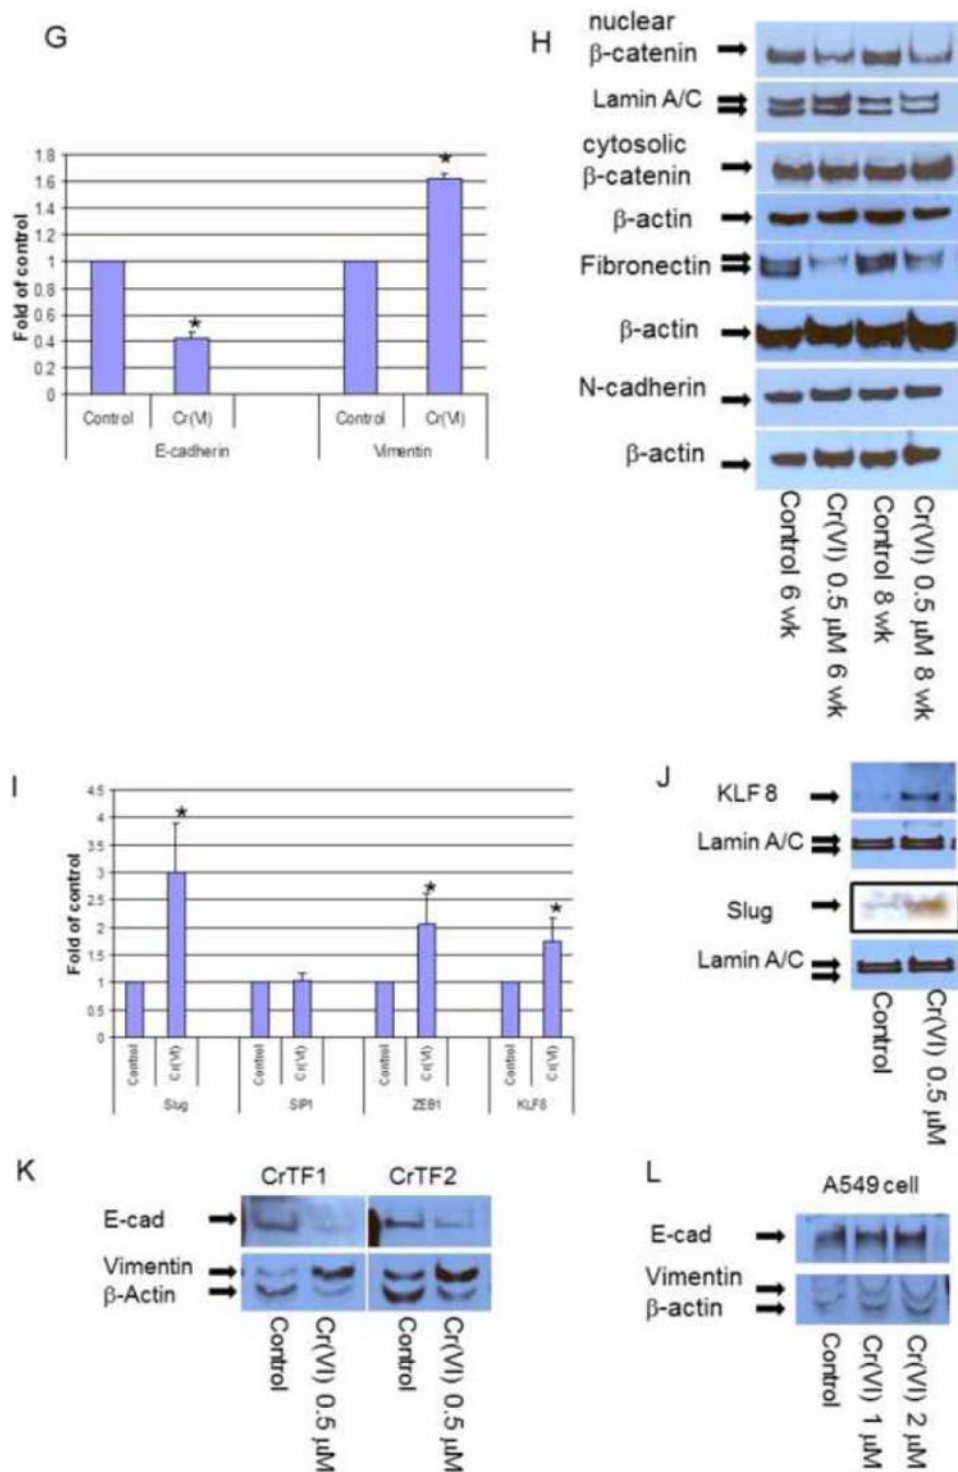 G
Fold of control
1.8
1.6
1.4
1.2
1
0.8
0.6
0.4
0.2
0
★
★
Control
Cr(VI)
Control
Cr(VI)
E-cadherin
Vimentin
H
nuclear
β-catenin
Lamin A/C
cytosolic
β-catenin
β-actin
Fibronectin
β-actin
N-cadherin
β-actin
Control 6 wk
Cr(VI) 0.5 μM 6 wk
Control 8 wk
Cr(VI) 0.5 μM 8 wk
I
Fold of control
4.5
4
3.5
3
2.5
2
1.5
1
0.5
0
★
★
★
Control
Cr(VI)
Control
Cr(VI)
Control
Cr(VI)
Control
Cr(VI)
Slug
SIP1
ZEB1
KLF8
J
KLF 8
Lamin A/C
Slug
Lamin A/C
Control
Cr(VI) 0.5 μM
K
CrTF1
CrTF2
E-cad
Vimentin
β-Actin
Control
Cr(VI) 0.5 μM
Control
Cr(VI) 0.5 μM
L
A549 cell
E-cad
Vimentin
β-actin
Control
Cr(VI) 1 μM
Cr(VI) 2 μM